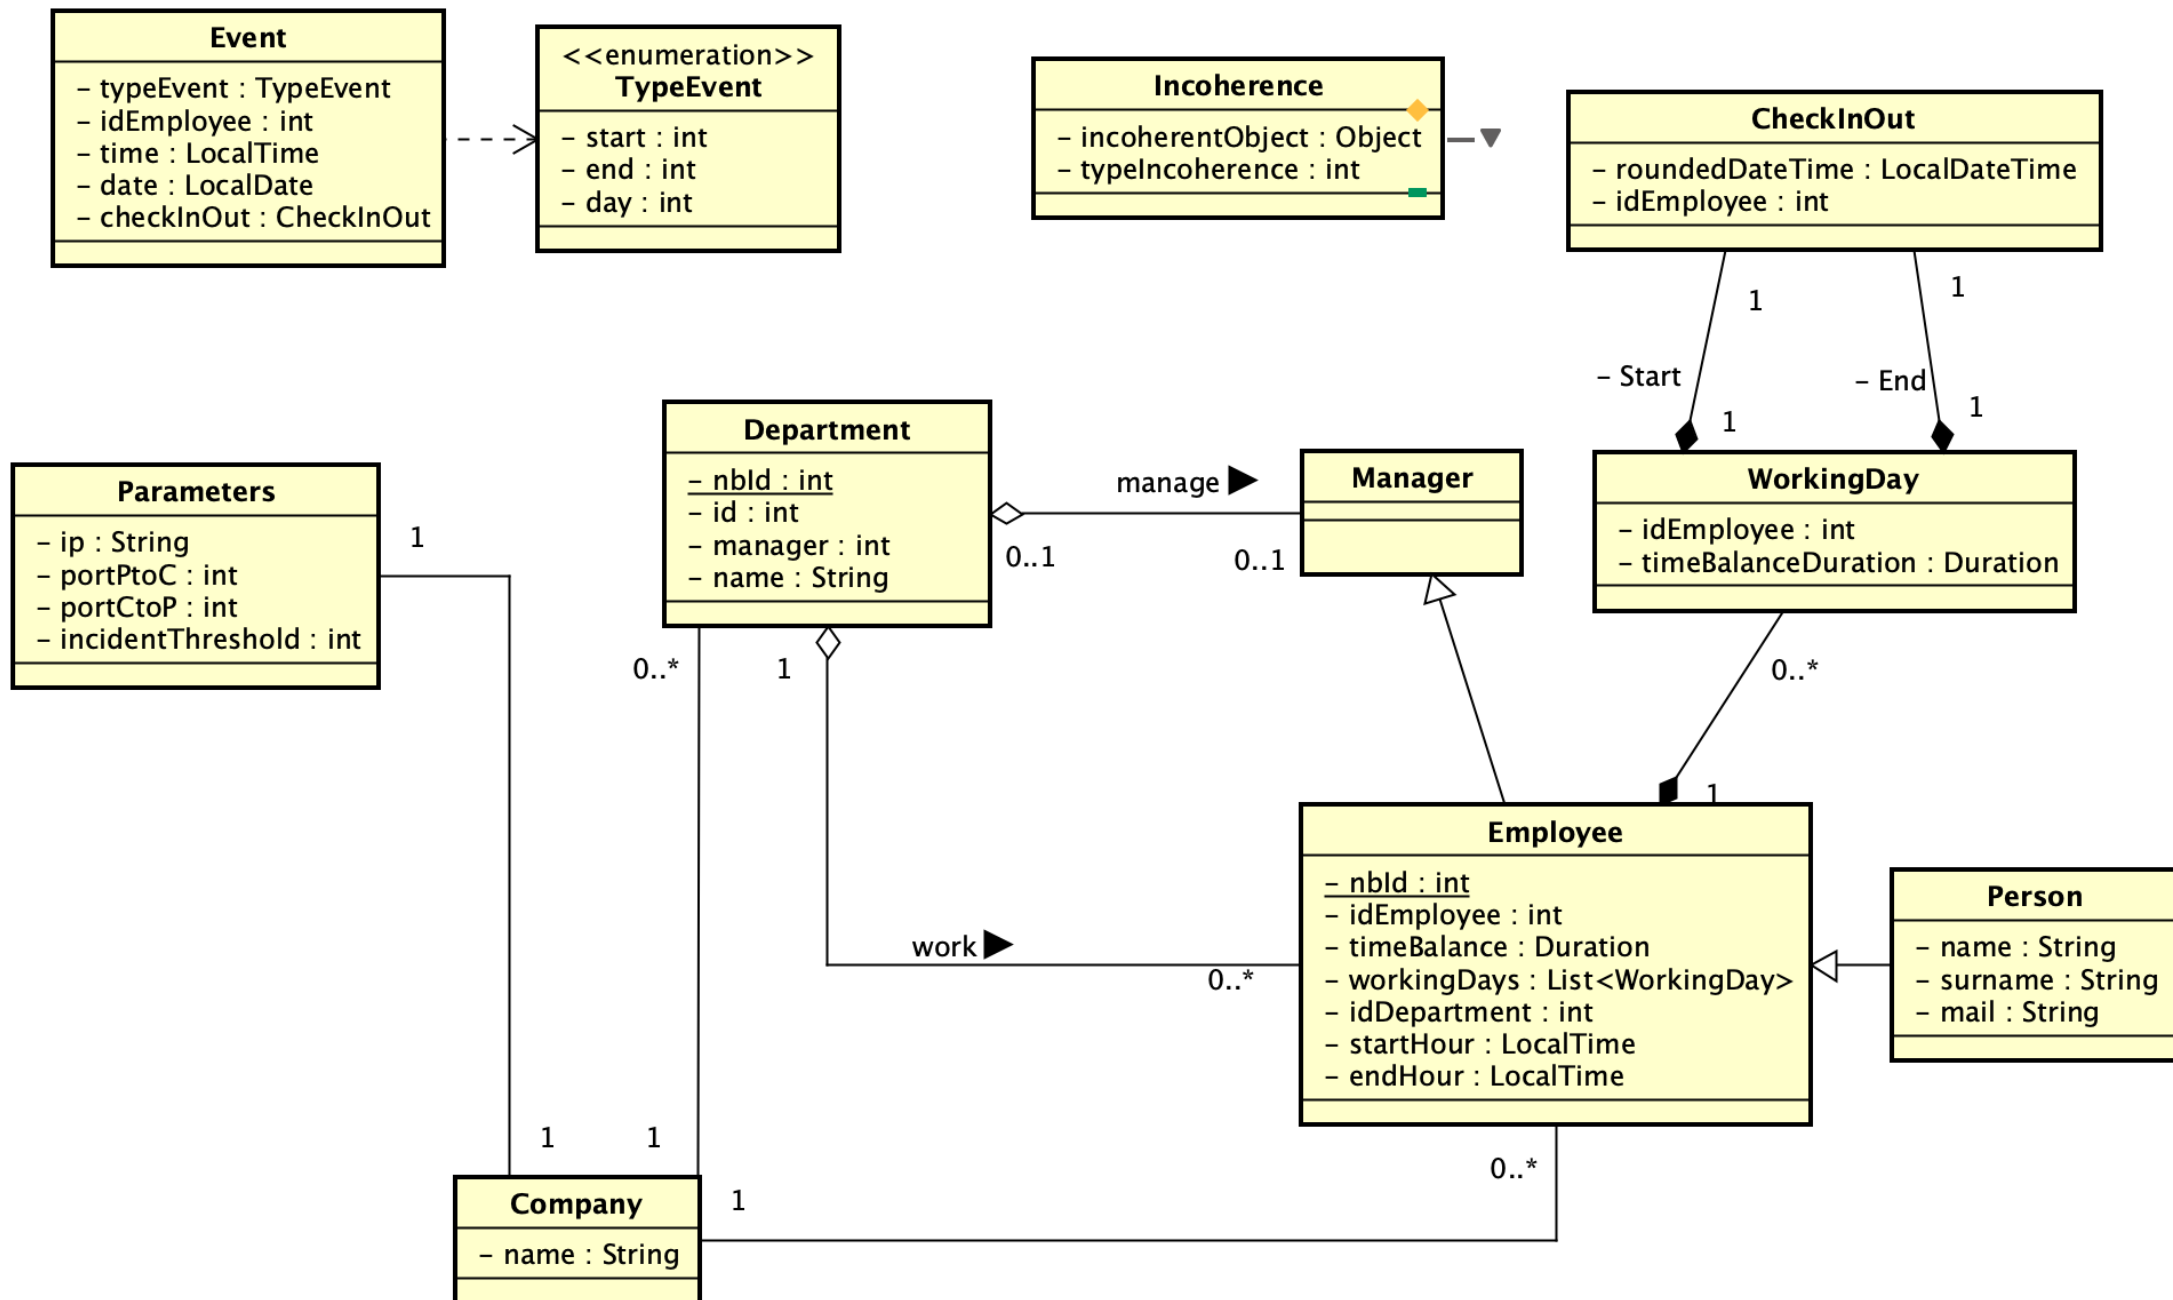 Event
- typeEvent : TypeEvent
- idEmployee : int
- time : LocalTime
- date : LocalDate
- checkInOut : CheckInOut
<<enumeration>>
TypeEvent
- start : int
- end : int
- day : int
Incoherence
- incoherentObject : Object
- typeIncoherence : int
CheckInOut
- roundedDateTime : LocalDateTime
- idEmployee : int
1
1
- Start
- End
1
1
Parameters
- ip : String
- portPtoC : int
- portCtoP : int
- incidentThreshold : int
1
Department
- nbId : int
- id : int
- manager : int
- name : String
manage
0..1
0..1
Manager
WorkingDay
- idEmployee : int
- timeBalanceDuration : Duration
0..*
1
0..*
1
work
0..*
Employee
- nbId : int
- idEmployee : int
- timeBalance : Duration
- workingDays : List<WorkingDay>
- idDepartment : int
- startHour : LocalTime
- endHour : LocalTime
Person
- name : String
- surname : String
- mail : String
1
1
1
0..*
Company
- name : String